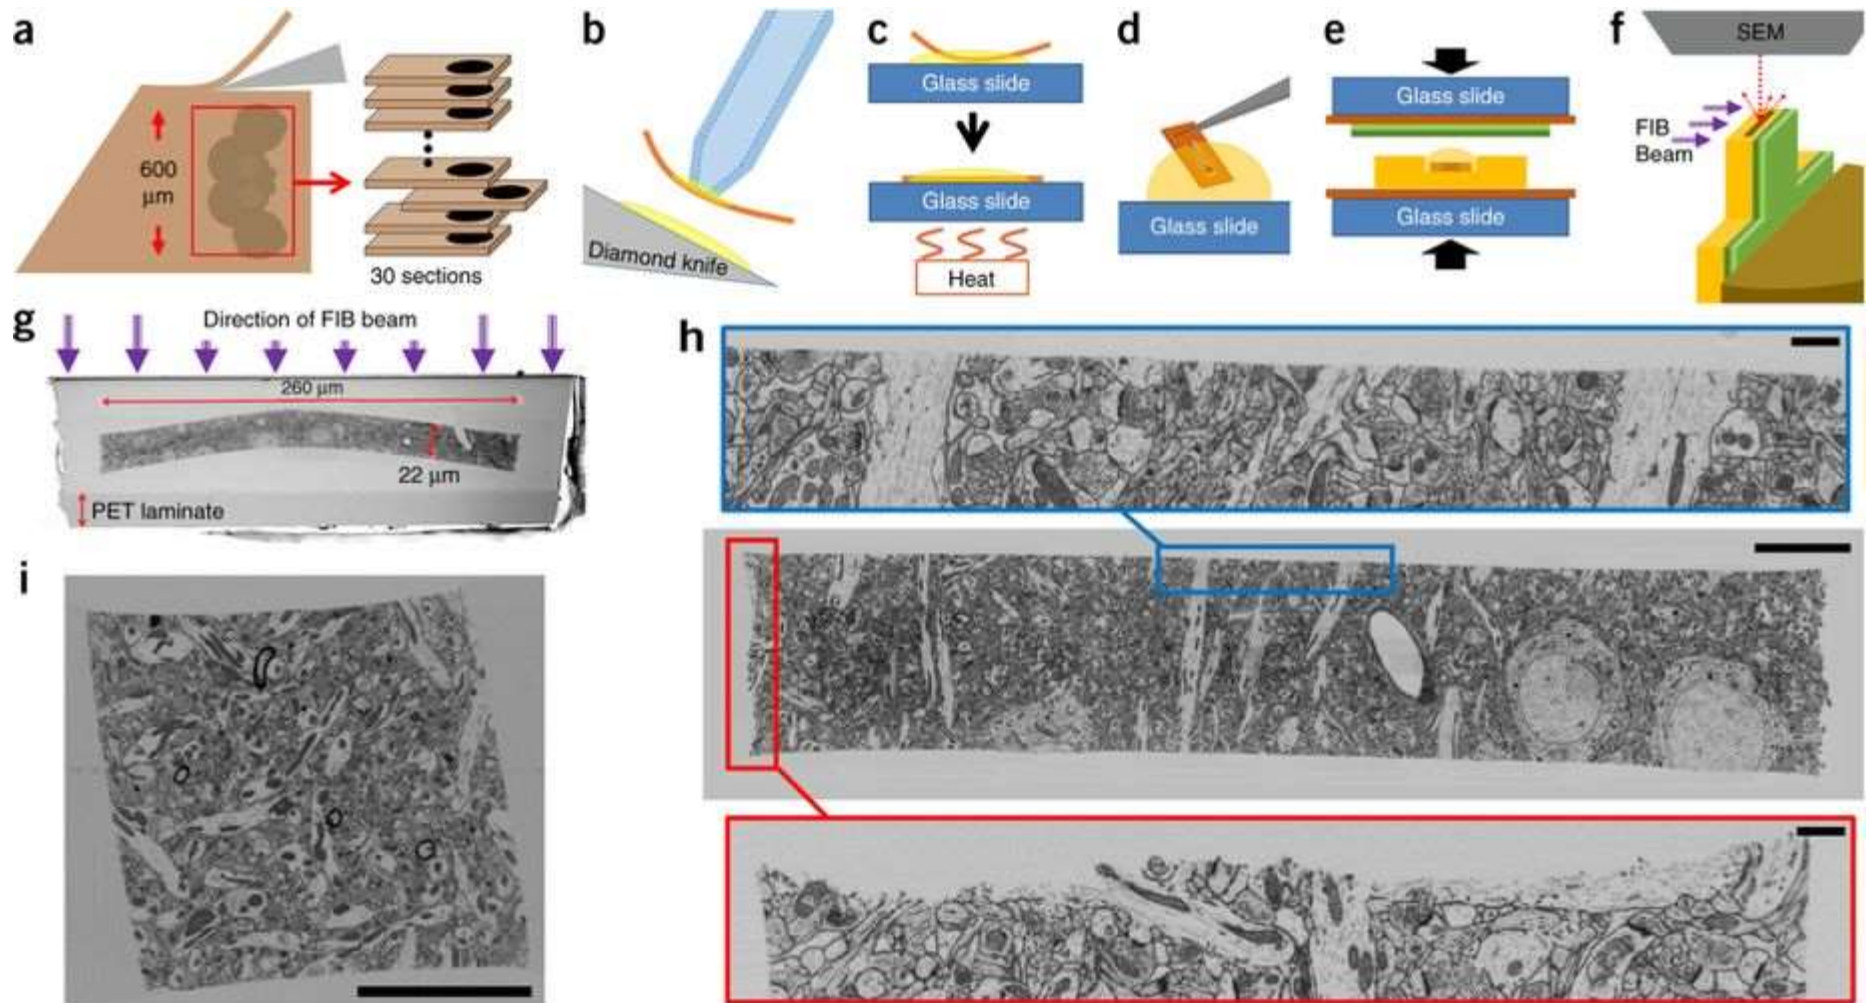 a
600
μm
30 sections
b
Diamond knife
c
Glass slide
Glass slide
Heat
d
Glass slide
e
Glass slide
Glass slide
f
SEM
FIB
Beam
g
Direction of FIB beam
260 μm
22 μm
PET laminate
h
i